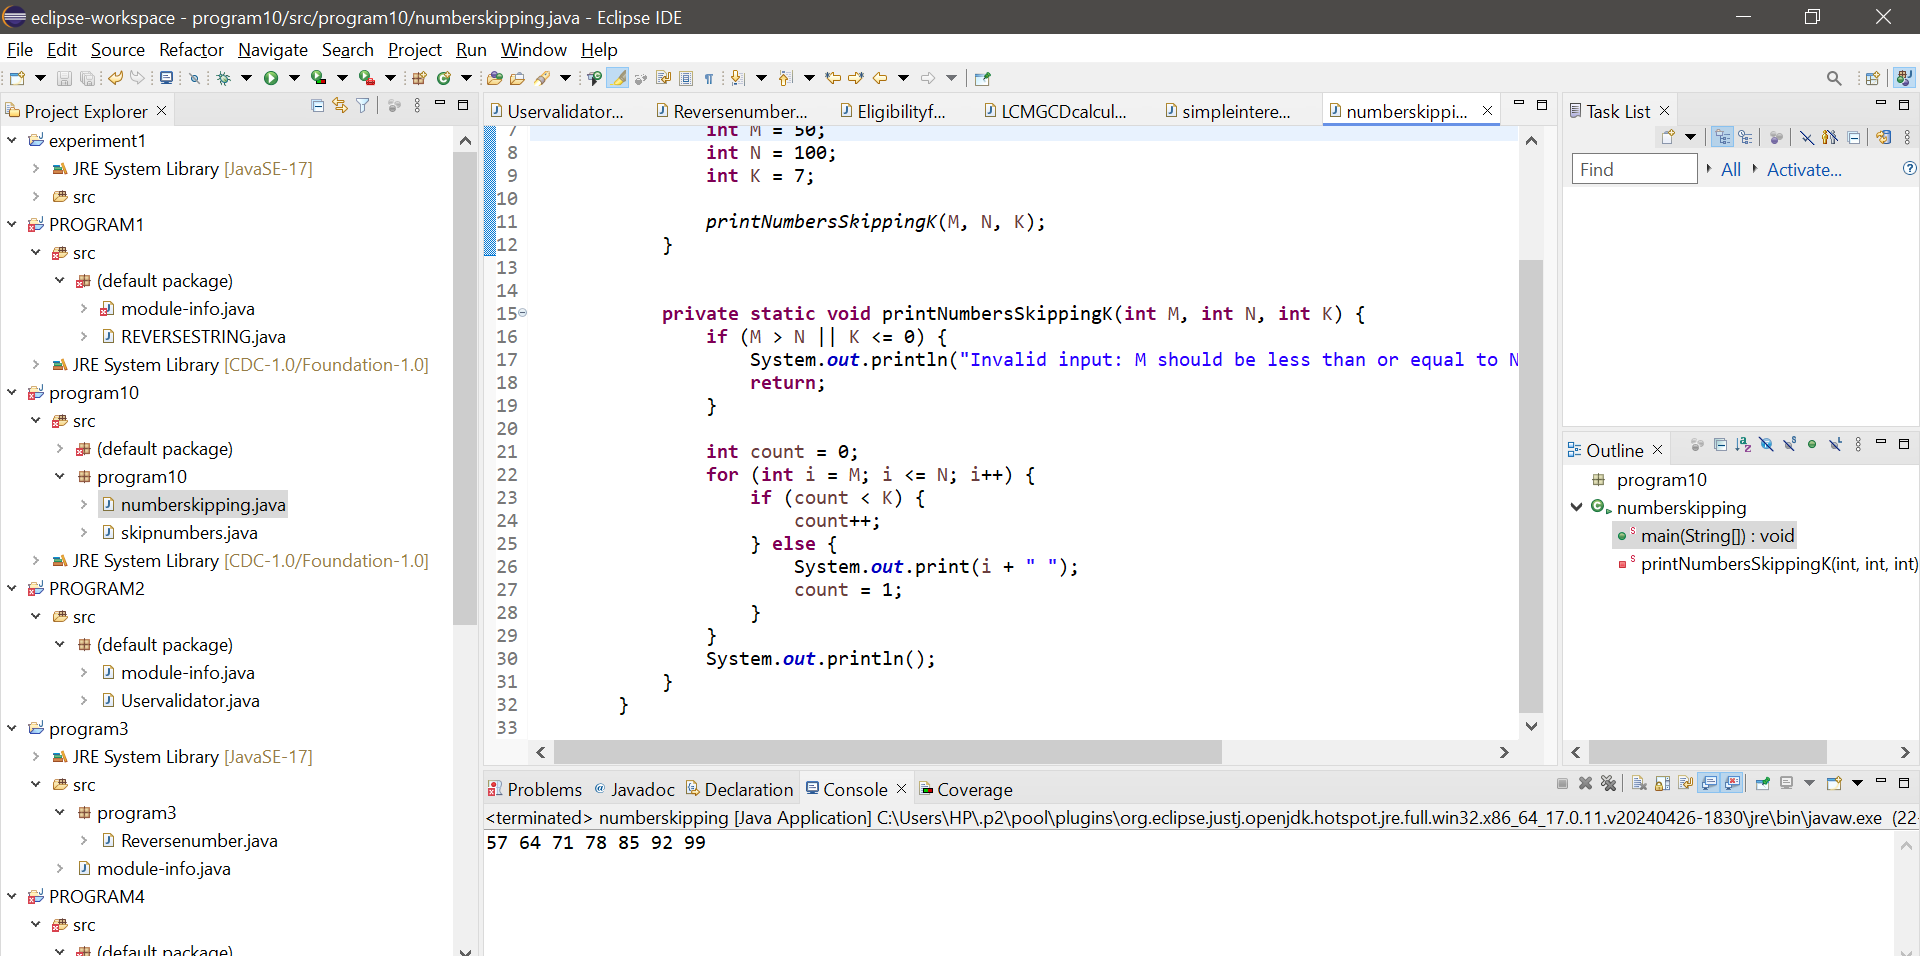 eclipse-workspace - program10/src/program10/numberskipping.java - Eclipse IDE
File Edit Source Refactor Navigate Search Project Run Window Help
Project Explorer
experiment1
JRE System Library [JavaSE-17]
src
PROGRAM1
src
(default package)
module-info.java
REVERSESTRING.java
JRE System Library [CDC-1.0/Foundation-1.0]
program10
src
(default package)
program10
numberskipping.java
skipnumbers.java
JRE System Library [CDC-1.0/Foundation-1.0]
PROGRAM2
src
(default package)
module-info.java
Uservalidator.java
program3
JRE System Library [JavaSE-17]
src
program3
Reversenumber.java
module-info.java
PROGRAM4
src
(default package)
Uservalidator... Reversenumber... Eligibilityf... LCMGCDcalcul... simpleintere... numberskippi...
7 int M = 50;
8 int N = 100;
9 int K = 7;
10
11 printNumbersSkippingK(M, N, K);
12 }
13
14
15 private static void printNumbersSkippingK(int M, int N, int K) {
16 if (M > N || K <= 0) {
17 System.out.println("Invalid input: M should be less than or equal to N
18 return;
19 }
20
21 int count = 0;
22 for (int i = M; i <= N; i++) {
23 if (count < K) {
24 count++;
25 } else {
26 System.out.print(i + " ");
27 count = 1;
28 }
29 }
30 System.out.println();
31 }
32 }
33
Task List
Find All Activate...
Outline
program10
numberskipping
main(String[]) : void
printNumbersSkippingK(int, int, int)
Problems Javadoc Declaration Console Coverage
<terminated> numberskipping [Java Application] C:\Users\HP\.p2\pool\plugins\org.eclipse.justj.openjdk.hotspot.jre.full.win32.x86_64_17.0.11.v20240426-1830\jre\bin\javaw.exe (22-
57 64 71 78 85 92 99